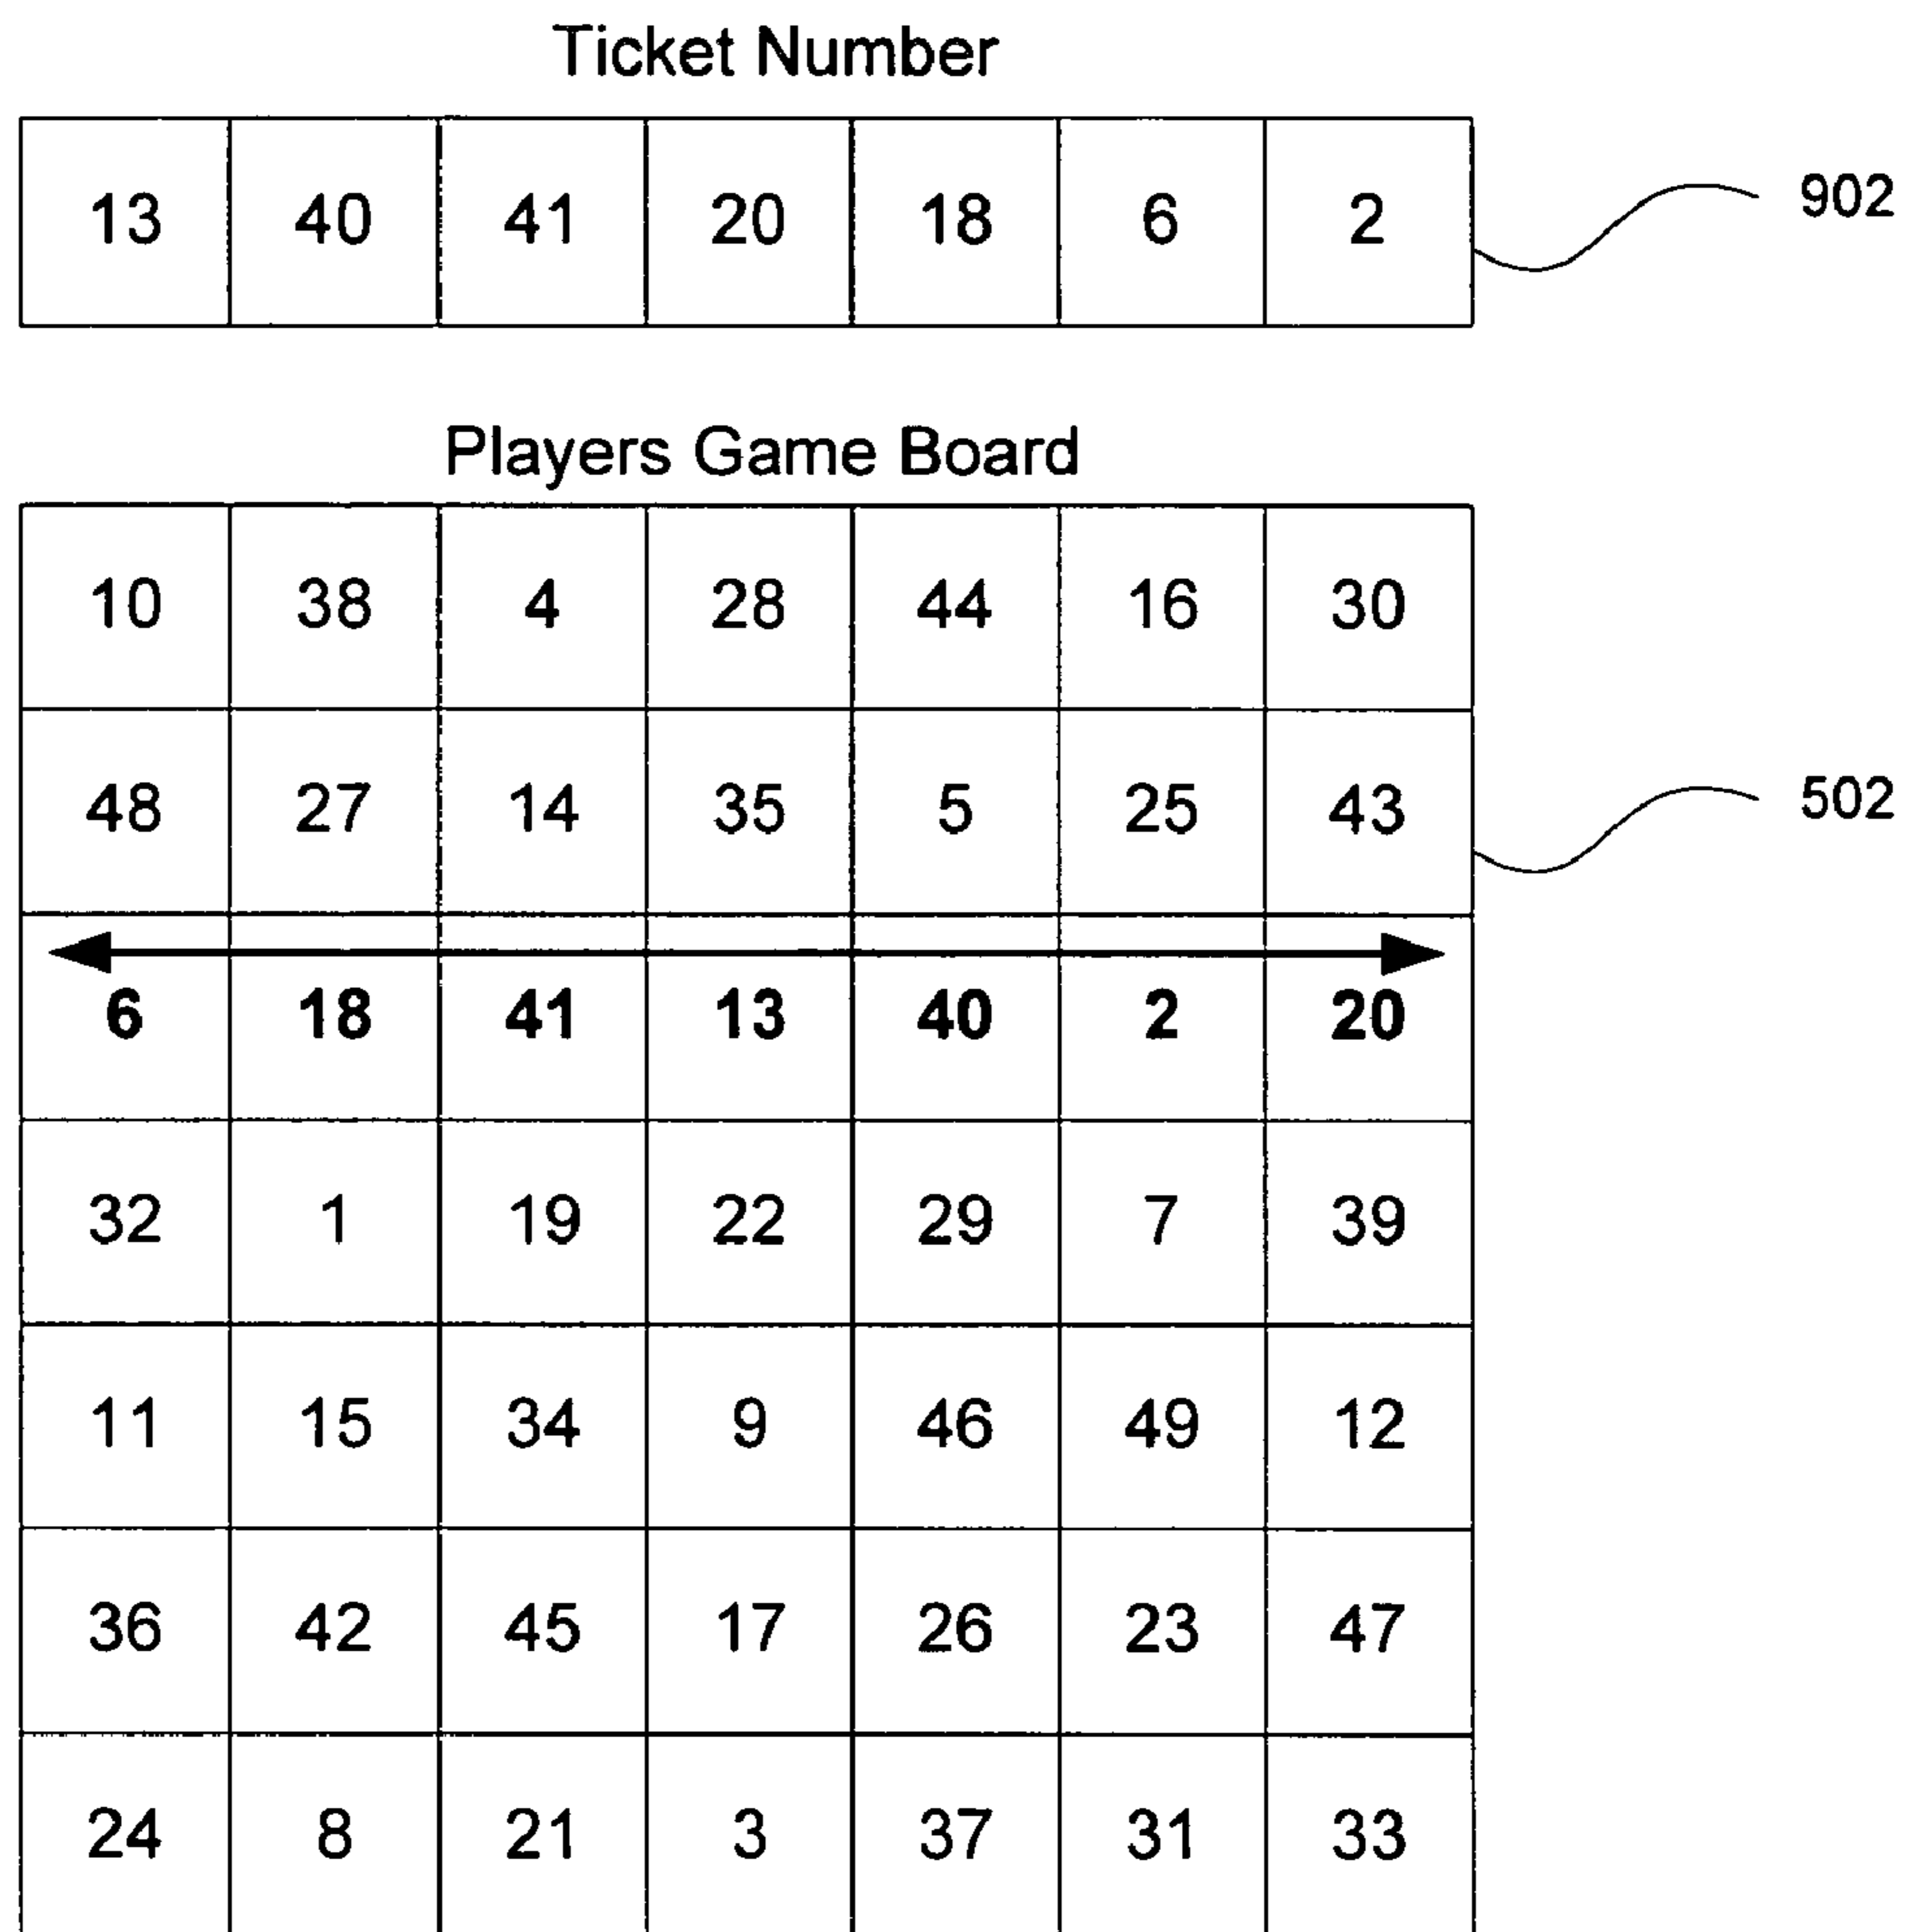 Ticket Number
13 40 41 20 18 6 2
902
Players Game Board
10 38 4 28 44 16 30
48 27 14 35 5 25 43
502
6 18 41 13 40 2 20
32 1 19 22 29 7 39
11 15 34 9 46 49 12
36 42 45 17 26 23 47
24 8 21 3 37 31 33